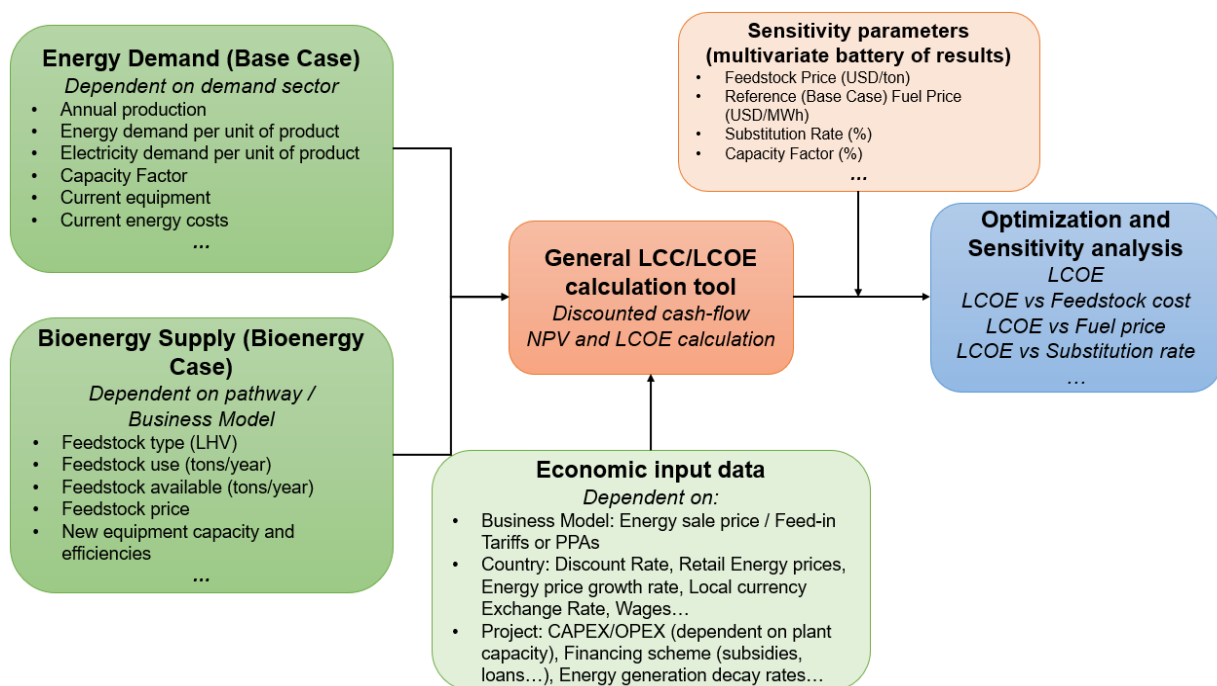 Energy Demand (Base Case)
Dependent on demand sector
• Annual production
• Energy demand per unit of product
• Electricity demand per unit of product
• Capacity Factor
• Current equipment
• Current energy costs
...
Bioenergy Supply (Bioenergy
Case)
Dependent on pathway /
Business Model
• Feedstock type (LHV)
• Feedstock use (tons/year)
• Feedstock available (tons/year)
• Feedstock price
• New equipment capacity and
efficiencies
...
General LCC/LCOE
calculation tool
Discounted cash-flow
NPV and LCOE calculation
Economic input data
Dependent on:
• Business Model: Energy sale price / Feed-in
Tariffs or PPAs
• Country: Discount Rate, Retail Energy prices,
Energy price growth rate, Local currency
Exchange Rate, Wages…
• Project: CAPEX/OPEX (dependent on plant
capacity), Financing scheme (subsidies,
loans…), Energy generation decay rates…
Sensitivity parameters
(multivariate battery of results)
• Feedstock Price (USD/ton)
• Reference (Base Case) Fuel Price
(USD/MWh)
• Substitution Rate (%)
• Capacity Factor (%)
...
Optimization and
Sensitivity analysis
LCOE
LCOE vs Feedstock cost
LCOE vs Fuel price
LCOE vs Substitution rate
…